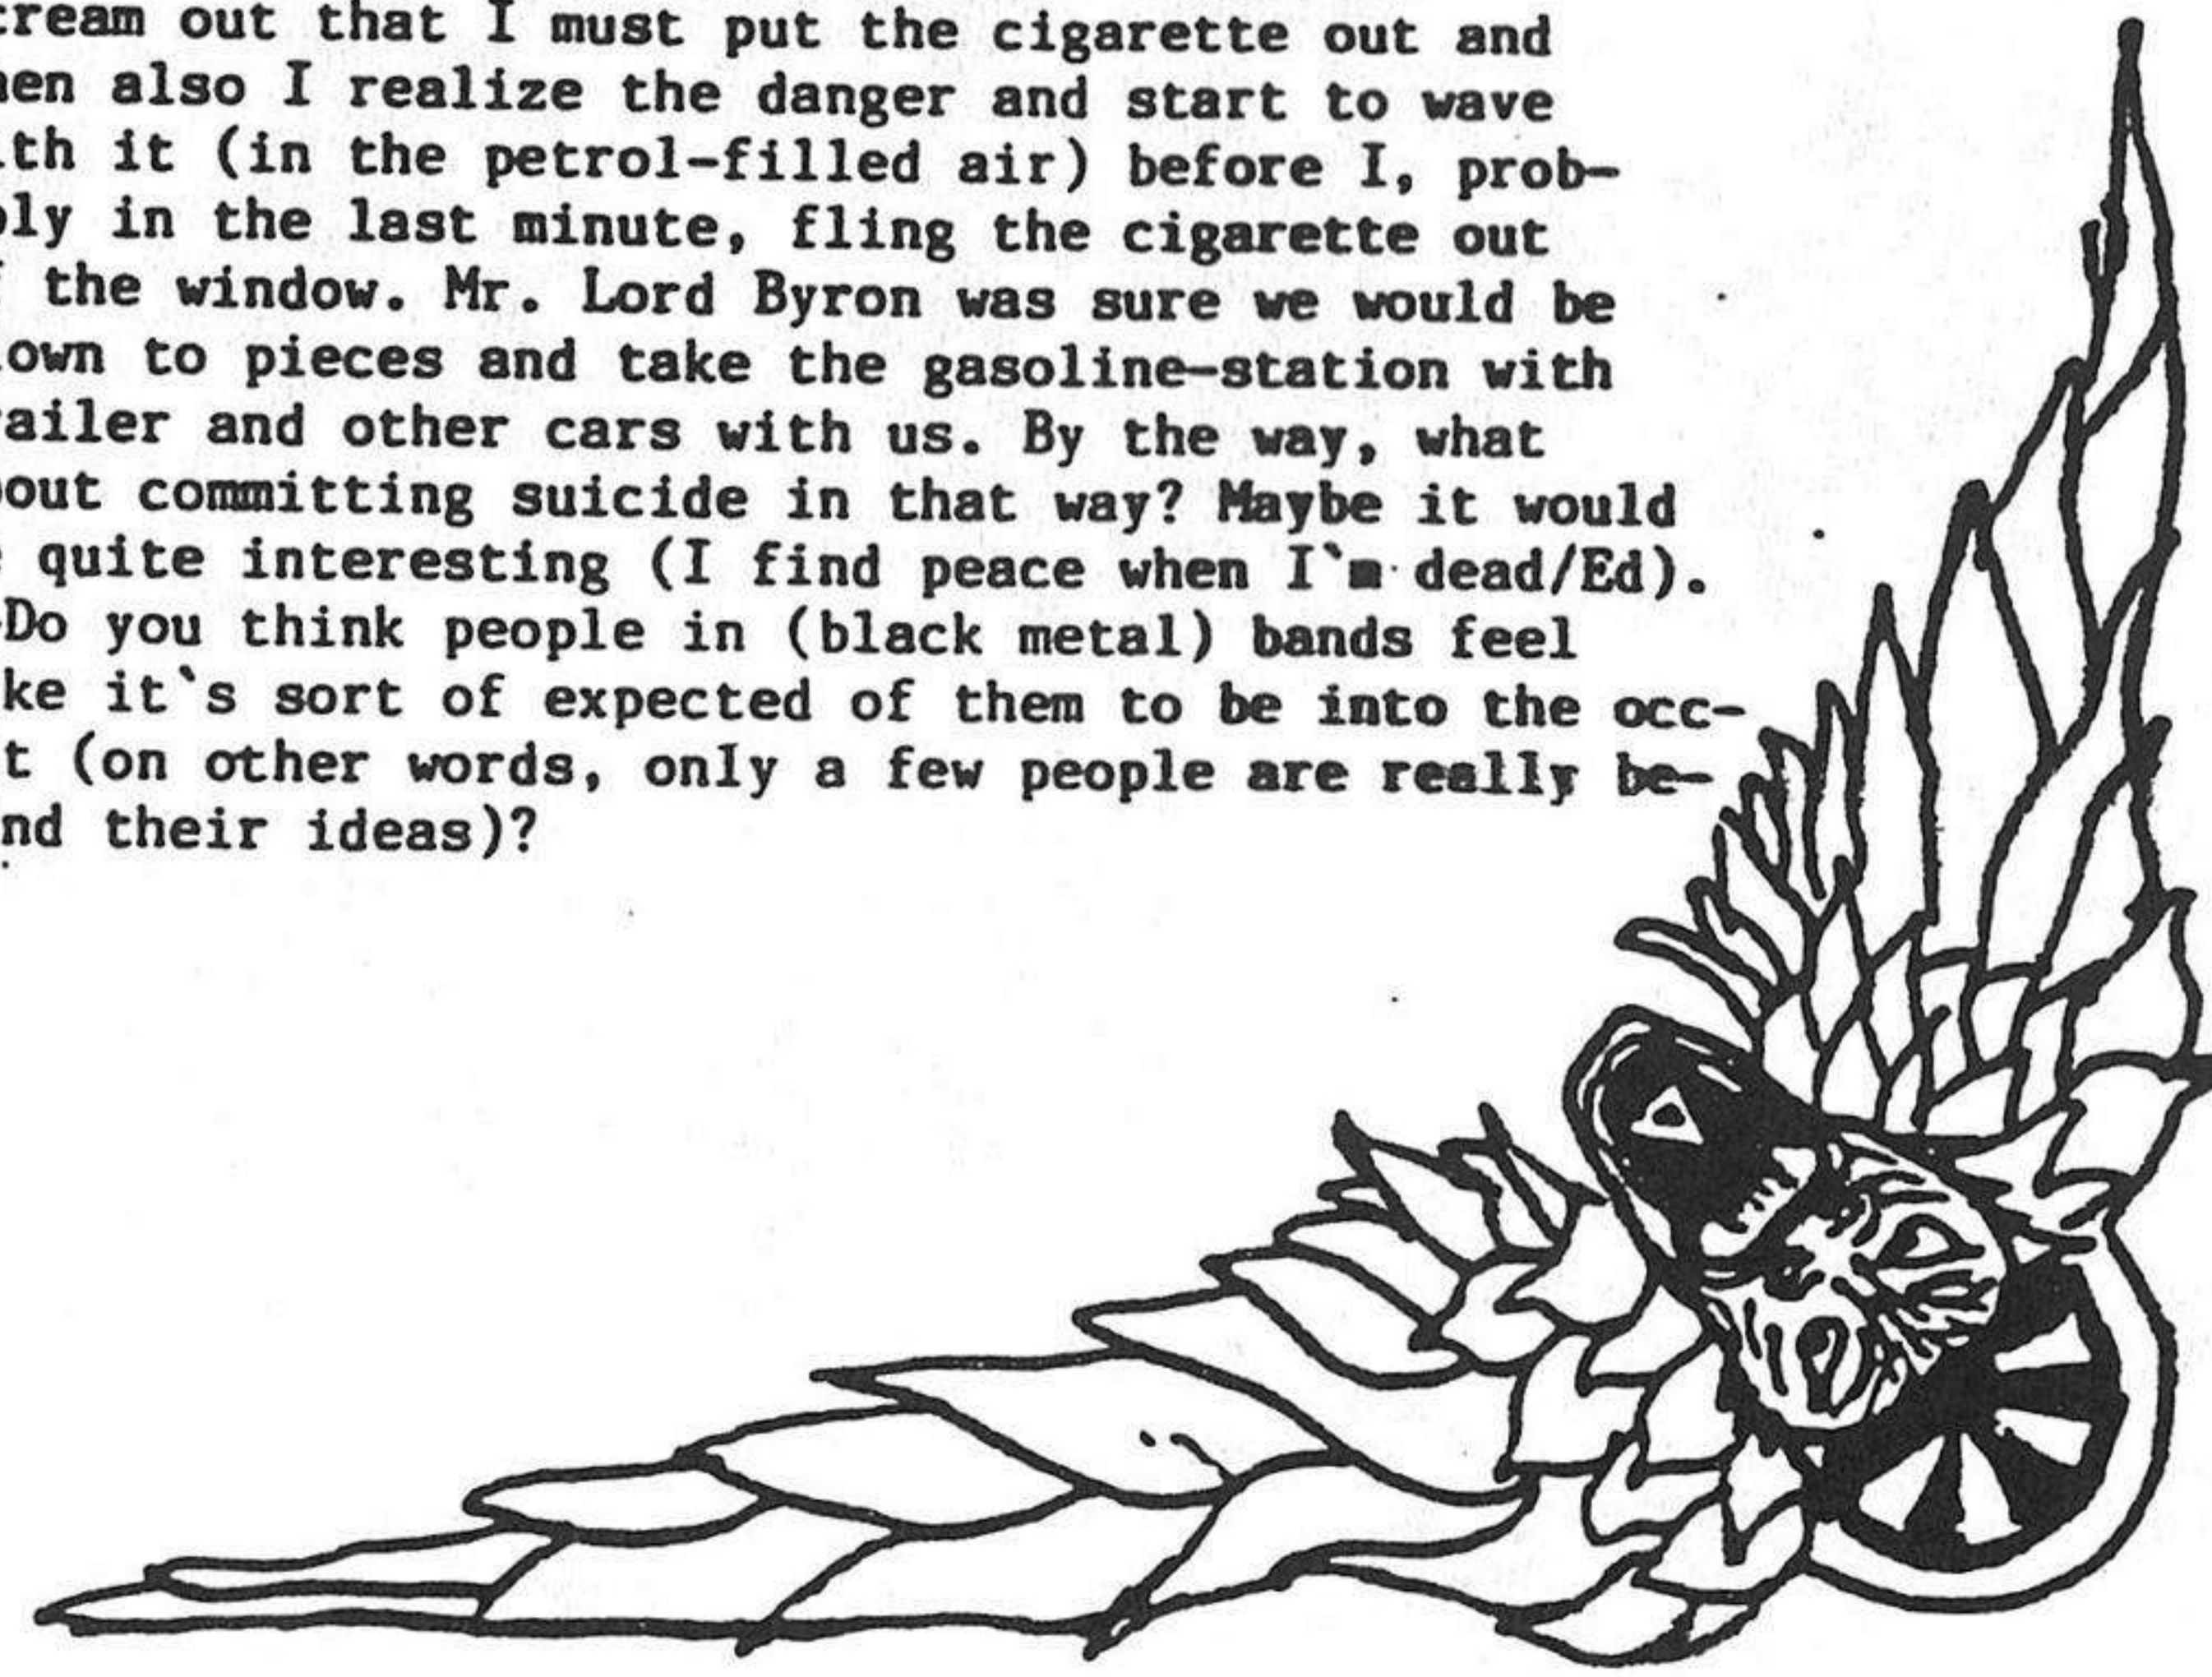 ream out that I must put the cigarette out and
en also I realize the danger and start to wave
th it (in the petrol-filled air) before I, prob-
ly in the last minute, fling the cigarette out
the window. Mr. Lord Byron was sure we would be
own to pieces and take the gasoline-station with
ailer and other cars with us. By the way, what
out committing suicide in that way? Maybe it would
quite interesting (I find peace when I`m dead/Ed).
-Do you think people in (black metal) bands feel
ke it`s sort of expected of them to be into the occ-
t (on other words, only a few people are really be-
nd their ideas)?